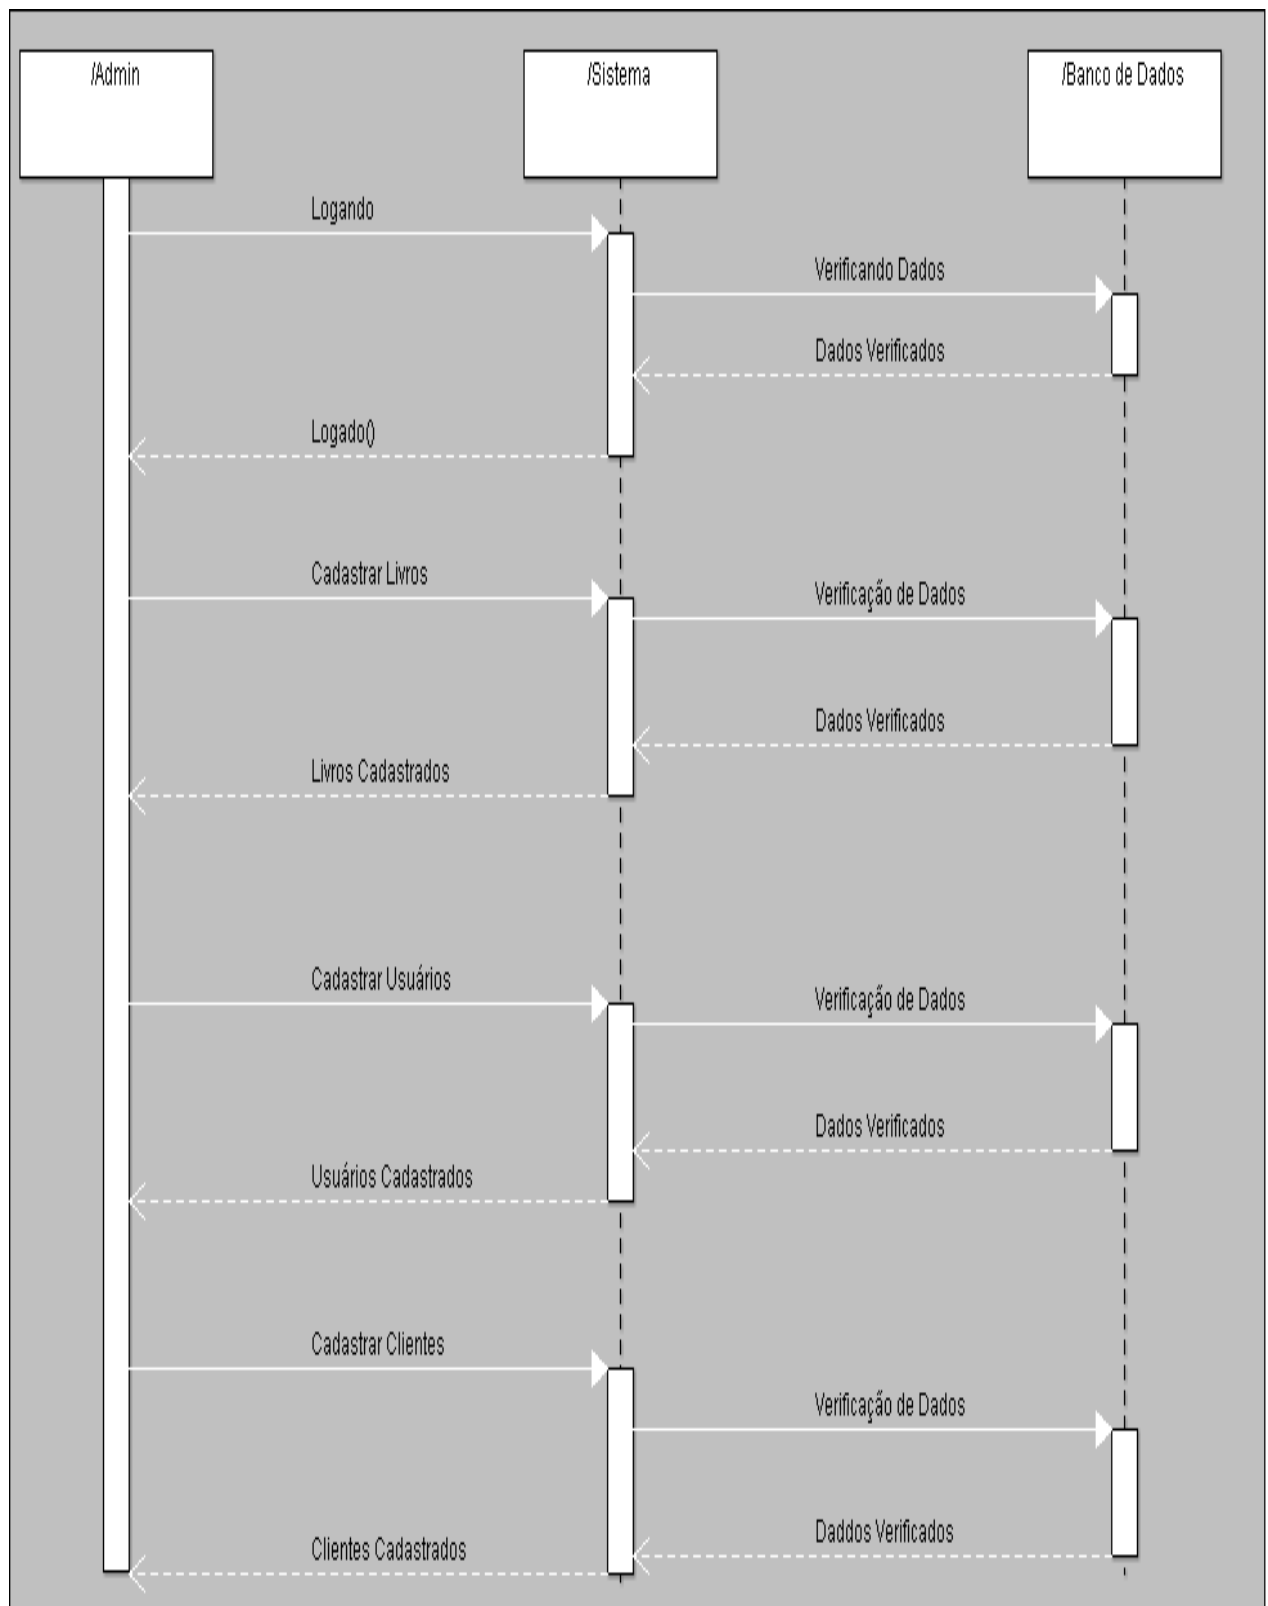 /Admin
/Sistema
/Banco de Dados
Logando
Verificando Dados
Dados Verificados
Logado()
Cadastrar Livros
Verificação de Dados
Dados Verificados
Livros Cadastrados
Cadastrar Usuários
Verificação de Dados
Dados Verificados
Usuários Cadastrados
Cadastrar Clientes
Verificação de Dados
Daddos Verificados
Clientes Cadastrados